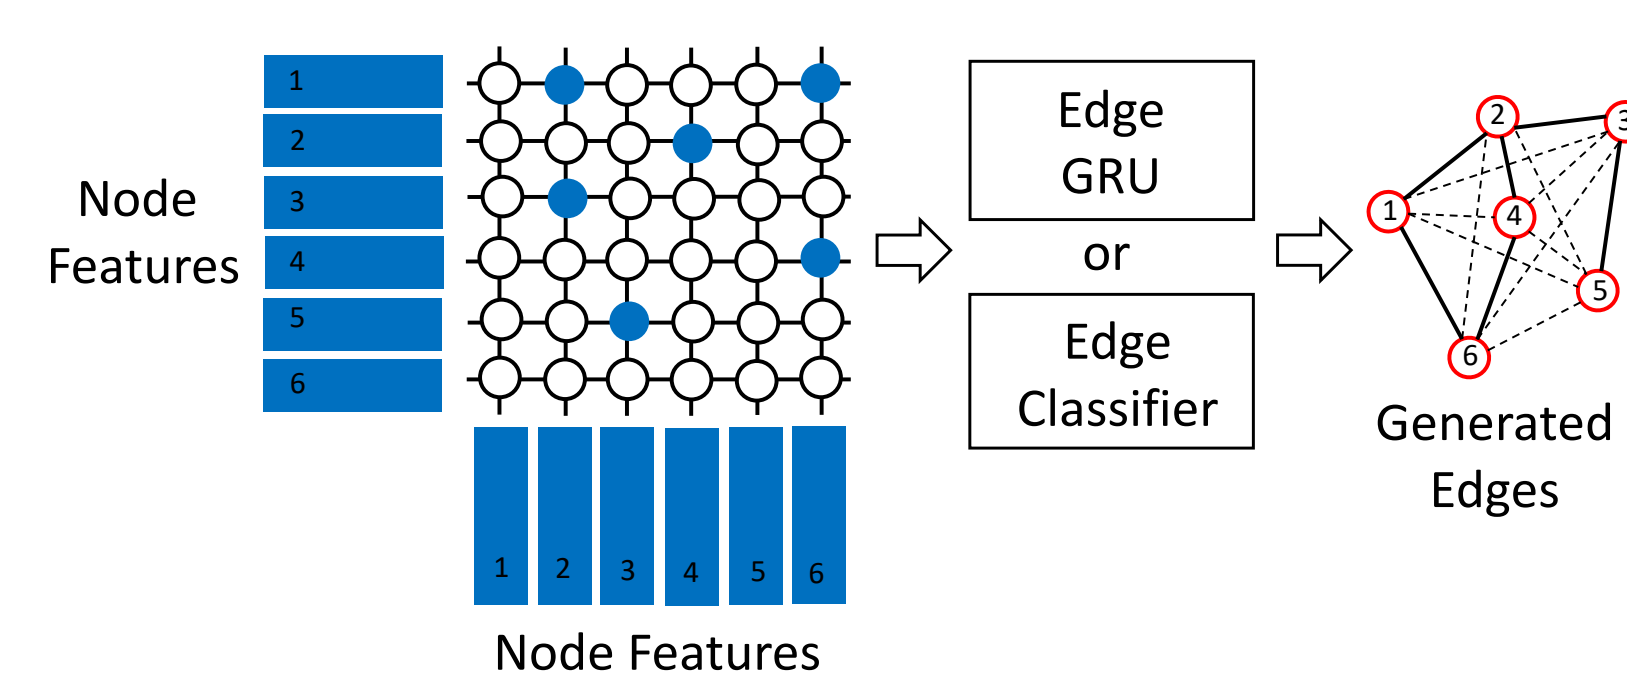 Node
Features
1
2
3
4
5
6
1 2 3 4 5 6
Node Features
Edge
GRU
or
Edge
Classifier
2
3
1
4
5
6
Generated
Edges